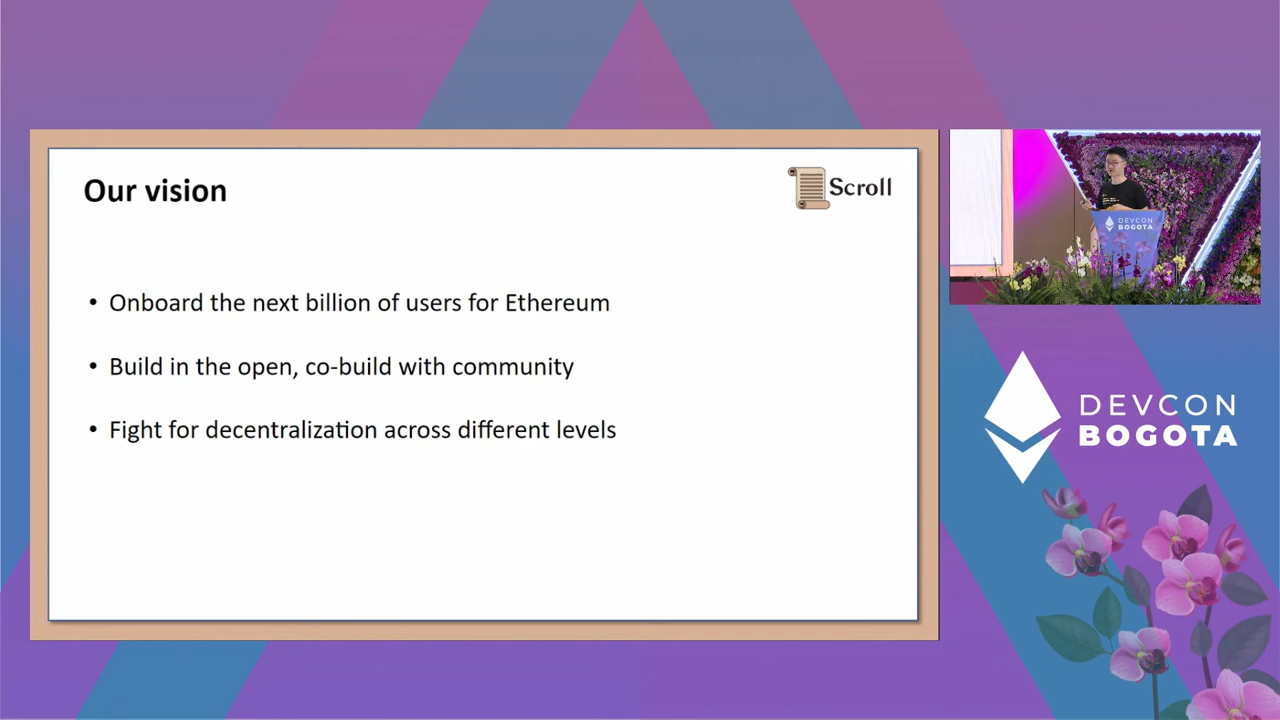 Our vision
Scroll
• Onboard the next billion of users for Ethereum
• Build in the open, co-build with community
• Fight for decentralization across different levels
DEVCON
BOGOTA
DEVCON
BOGOTA